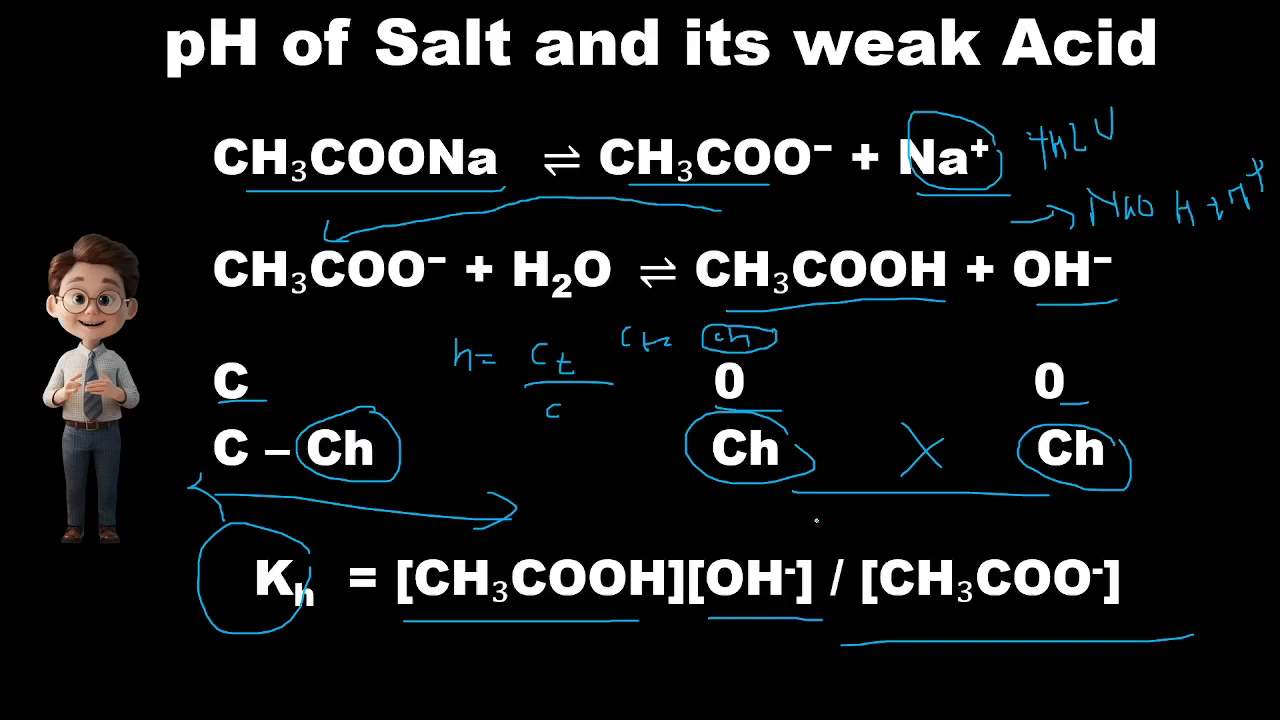 pH of Salt and its weak Acid
CH₃COONa ⇌ CH₃COO⁻ + Na⁺
CH₃COO⁻ + H₂O ⇌ CH₃COOH + OH⁻
h = Ct / c
ch
C 0 0
C – Ch Ch Ch
Kₕ = [CH₃COOH][OH⁻] / [CH₃COO⁻]